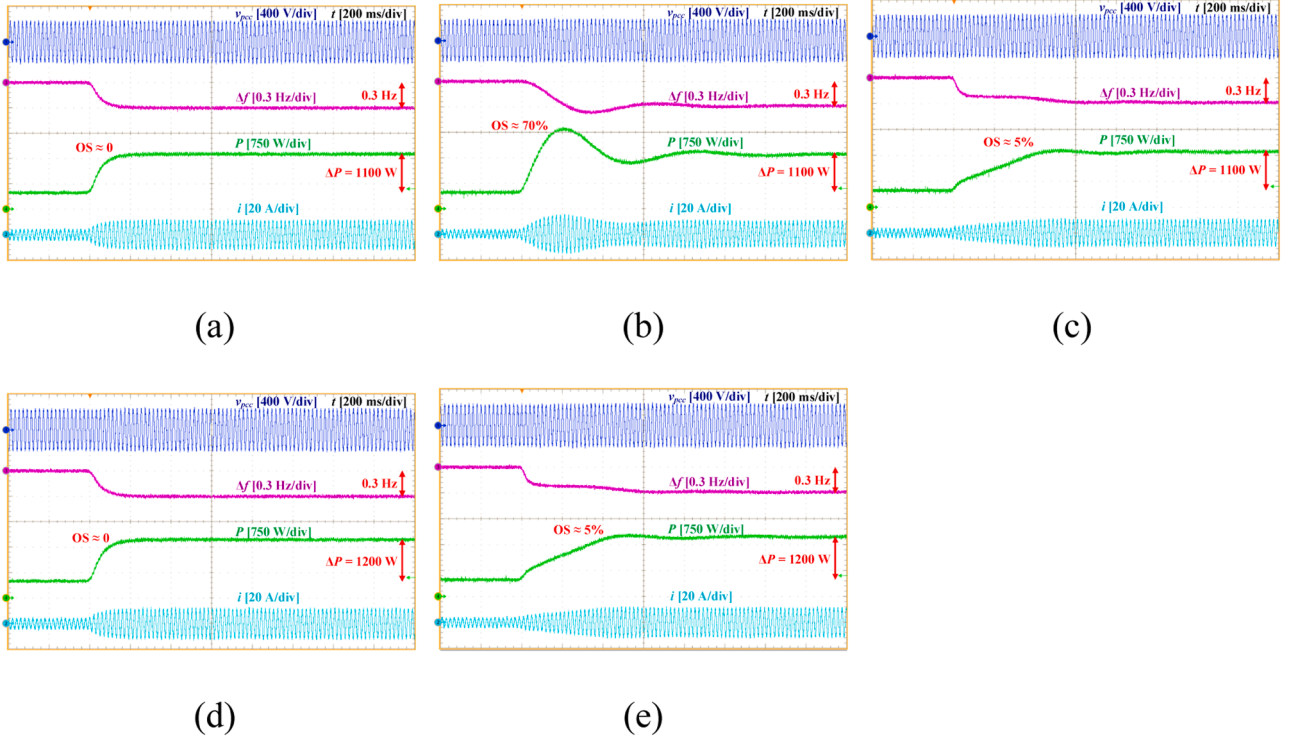 v_pcc [400 V/div] t [200 ms/div]
Δf [0.3 Hz/div] 0.3 Hz
OS ≈ 0 P [750 W/div]
ΔP = 1100 W
i [20 A/div]
(a)
v_pcc [400 V/div] t [200 ms/div]
Δf [0.3 Hz/div] 0.3 Hz
OS ≈ 70%
P [750 W/div]
ΔP = 1100 W
i [20 A/div]
(b)
v_pcc [400 V/div] t [200 ms/div]
Δf [0.3 Hz/div] 0.3 Hz
OS ≈ 5% P [750 W/div]
ΔP = 1100 W
i [20 A/div]
(c)
v_pcc [400 V/div] t [200 ms/div]
Δf [0.3 Hz/div] 0.3 Hz
OS ≈ 0 P [750 W/div]
ΔP = 1200 W
i [20 A/div]
(d)
v_pcc [400 V/div] t [200 ms/div]
Δf [0.3 Hz/div] 0.3 Hz
OS ≈ 5% P [750 W/div]
ΔP = 1200 W
i [20 A/div]
(e)